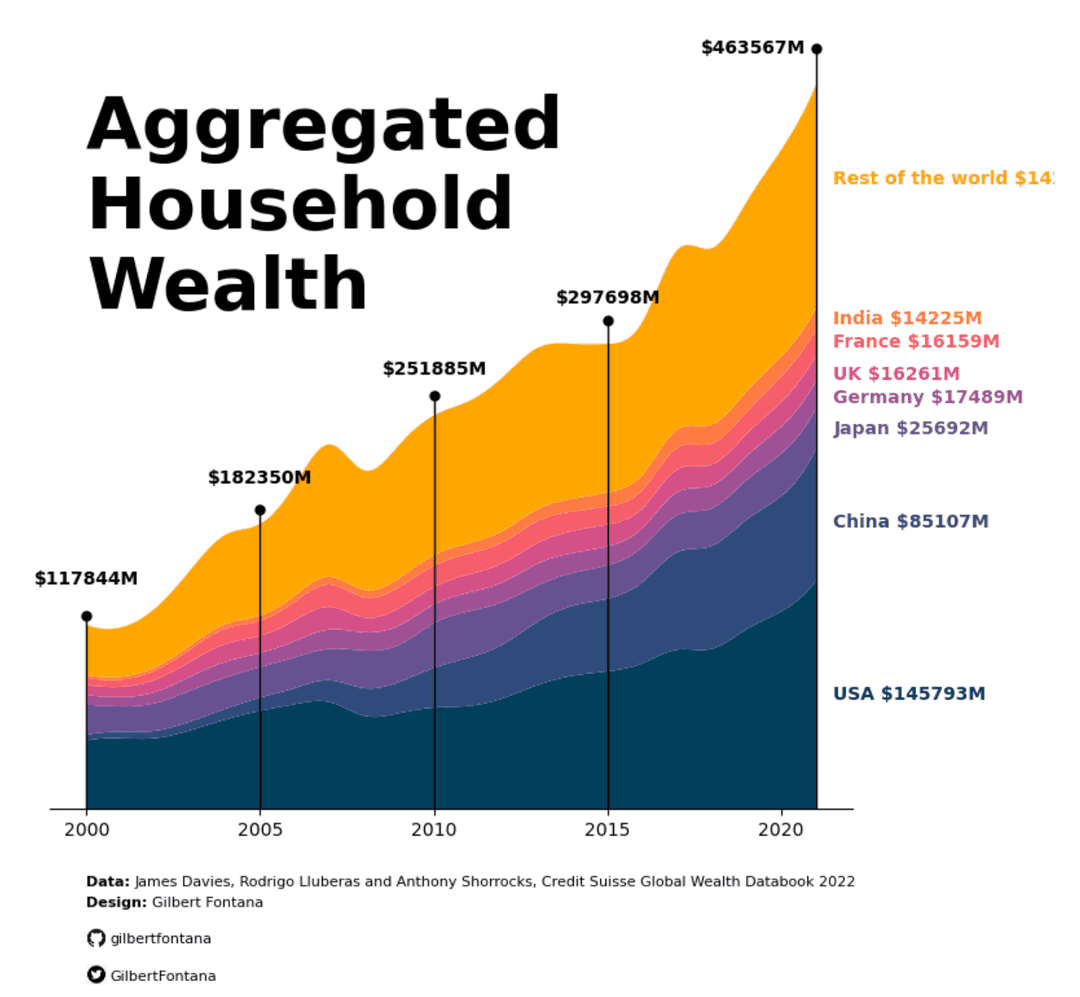 $463567M
Aggregated
Household
Wealth
Rest of the world
$297698M
India $14225M
France $16159M
$251885M
UK $16261M
Germany $17489M
Japan $25692M
$182350M
China $85107M
$117844M
USA $145793M
2000 2005 2010 2015 2020
Data: James Davies, Rodrigo Lluberas and Anthony Shorrocks, Credit Suisse Global Wealth Databook 2022
Design: Gilbert Fontana
gilbertfontana
GilbertFontana